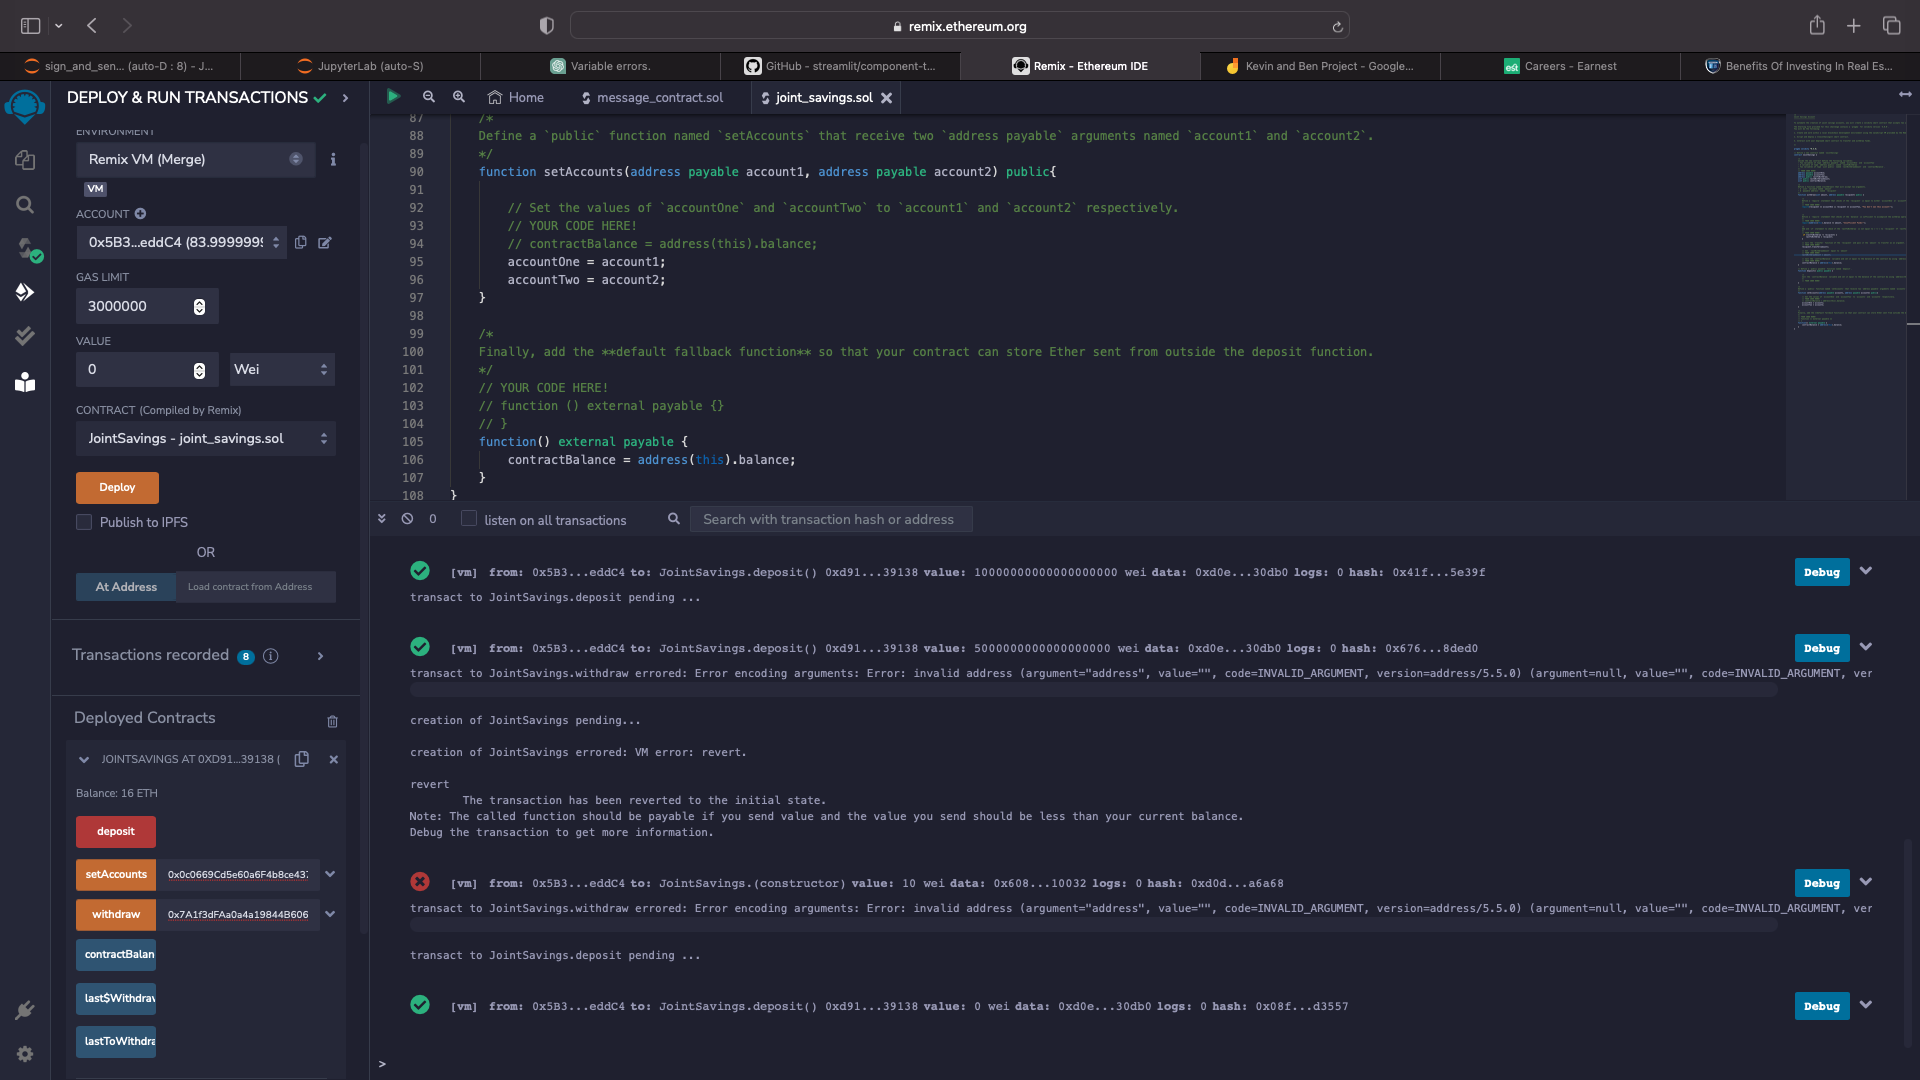 remix.ethereum.org
sign_and_sen... (auto-D : 8) - J...
JupyterLab (auto-S)
Variable errors.
GitHub - streamlit/component-t...
Remix - Ethereum IDE
Kevin and Ben Project - Google...
Careers - Earnest
Benefits Of Investing In Real Es...
DEPLOY & RUN TRANSACTIONS
ENVIRONMENT
Remix VM (Merge)
VM
ACCOUNT
0x5B3...eddC4 (83.9999999
GAS LIMIT
3000000
VALUE
0
Wei
CONTRACT (Compiled by Remix)
JointSavings - joint_savings.sol
Deploy
Publish to IPFS
OR
At Address
Load contract from Address
Transactions recorded 8
Deployed Contracts
JOINTSAVINGS AT 0XD91...39138 (
Balance: 16 ETH
deposit
setAccounts
0x0c0669Cd5e60a6F4b8ce437
withdraw
0x7A1f3dFAa0a4a19844B606
contractBalan
last$Withdrav
lastToWithdra
Home
message_contract.sol
joint_savings.sol
87 /*
88 Define a `public` function named `setAccounts` that receive two `address payable` arguments named `account1` and `account2`.
89 */
90 function setAccounts(address payable account1, address payable account2) public{
91
92 // Set the values of `accountOne` and `accountTwo` to `account1` and `account2` respectively.
93 // YOUR CODE HERE!
94 // contractBalance = address(this).balance;
95 accountOne = account1;
96 accountTwo = account2;
97 }
98
99 /*
100 Finally, add the **default fallback function** so that your contract can store Ether sent from outside the deposit function.
101 */
102 // YOUR CODE HERE!
103 // function () external payable {}
104 // }
105 function() external payable {
106 contractBalance = address(this).balance;
107 }
108 }
0
listen on all transactions
Search with transaction hash or address
[vm] from: 0x5B3...eddC4 to: JointSavings.deposit() 0xd91...39138 value: 10000000000000000000 wei data: 0xd0e...30db0 logs: 0 hash: 0x41f...5e39f
Debug
transact to JointSavings.deposit pending ...
[vm] from: 0x5B3...eddC4 to: JointSavings.deposit() 0xd91...39138 value: 5000000000000000000 wei data: 0xd0e...30db0 logs: 0 hash: 0x676...8ded0
Debug
transact to JointSavings.withdraw errored: Error encoding arguments: Error: invalid address (argument="address", value="", code=INVALID_ARGUMENT, version=address/5.5.0) (argument=null, value="", code=INVALID_ARGUMENT, ver
creation of JointSavings pending...
creation of JointSavings errored: VM error: revert.
revert
The transaction has been reverted to the initial state.
Note: The called function should be payable if you send value and the value you send should be less than your current balance.
Debug the transaction to get more information.
[vm] from: 0x5B3...eddC4 to: JointSavings.(constructor) value: 10 wei data: 0x608...10032 logs: 0 hash: 0xd0d...a6a68
Debug
transact to JointSavings.withdraw errored: Error encoding arguments: Error: invalid address (argument="address", value="", code=INVALID_ARGUMENT, version=address/5.5.0) (argument=null, value="", code=INVALID_ARGUMENT, ver
transact to JointSavings.deposit pending ...
[vm] from: 0x5B3...eddC4 to: JointSavings.deposit() 0xd91...39138 value: 0 wei data: 0xd0e...30db0 logs: 0 hash: 0x08f...d3557
Debug
>